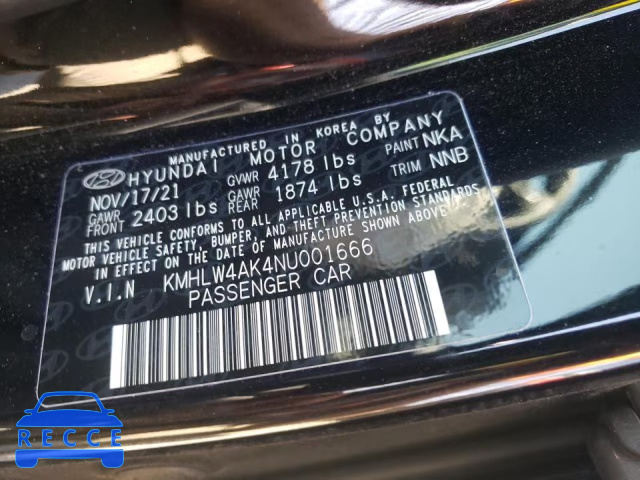 MANUFACTURED IN KOREA BY
HYUNDAI MOTOR COMPANY
NOV/17/21 GVWR 4178 lbs PAINT NKA
GAWR FRONT 2403 lbs GAWR REAR 1874 lbs TRIM NNB
THIS VEHICLE CONFORMS TO ALL APPLICABLE U.S.A. FEDERAL
MOTOR VEHICLE SAFETY, BUMPER, AND THEFT PREVENTION STANDARDS
IN EFFECT ON THE DATE OF MANUFACTURE SHOWN ABOVE.
V.I.N KMHLW4AK4NU001666
PASSENGER CAR
RECCE